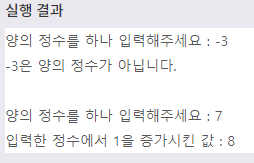 실행 결과
양의 정수를 하나 입력해주세요 : -3
-3은 양의 정수가 아닙니다.
양의 정수를 하나 입력해주세요 : 7
입력한 정수에서 1을 증가시킨 값 : 8